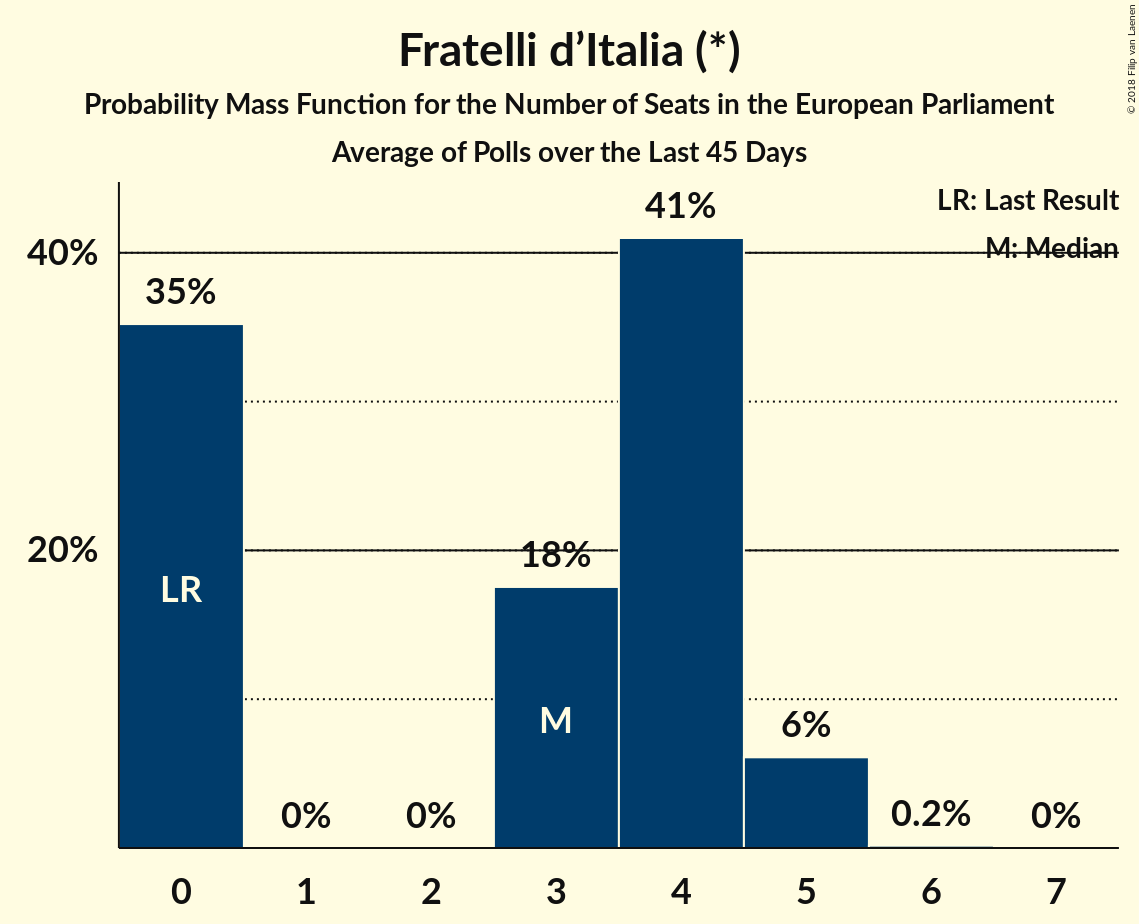 Fratelli d’Italia (*)
Probability Mass Function for the Number of Seats in the European Parliament
Average of Polls over the Last 45 Days
© 2018 Filip van Laenen
LR: Last Result
M: Median
40%
20%
35%
0%
0%
18%
41%
6%
0.2%
0%
LR
M
0 1 2 3 4 5 6 7